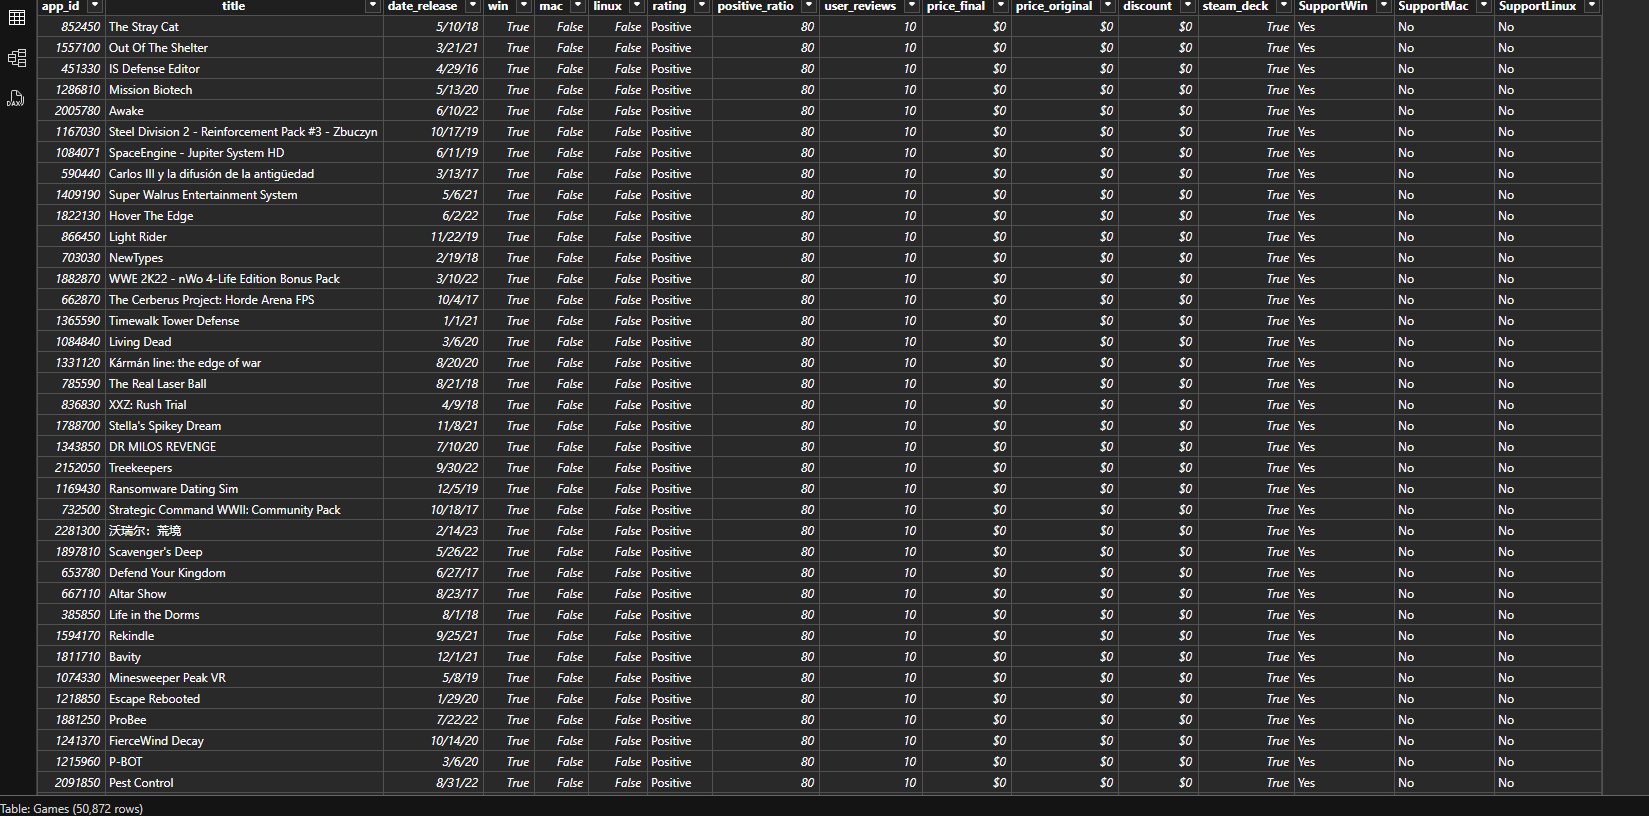 app_id title date_release win mac linux rating positive_ratio user_reviews price_final price_original discount steam_deck SupportWin SupportMac SupportLinux
852450 The Stray Cat 5/10/18 True False False Positive 80 10 $0 $0 $0 True Yes No No
1557100 Out Of The Shelter 3/21/21 True False False Positive 80 10 $0 $0 $0 True Yes No No
451330 IS Defense Editor 4/29/16 True False False Positive 80 10 $0 $0 $0 True Yes No No
1286810 Mission Biotech 5/13/20 True False False Positive 80 10 $0 $0 $0 True Yes No No
2005780 Awake 6/10/22 True False False Positive 80 10 $0 $0 $0 True Yes No No
1167030 Steel Division 2 - Reinforcement Pack #3 - Zbuczyn 10/17/19 True False False Positive 80 10 $0 $0 $0 True Yes No No
1084071 SpaceEngine - Jupiter System HD 6/11/19 True False False Positive 80 10 $0 $0 $0 True Yes No No
590440 Carlos III y la difusión de la antigüedad 3/13/17 True False False Positive 80 10 $0 $0 $0 True Yes No No
1409190 Super Walrus Entertainment System 5/6/21 True False False Positive 80 10 $0 $0 $0 True Yes No No
1822130 Hover The Edge 6/2/22 True False False Positive 80 10 $0 $0 $0 True Yes No No
866450 Light Rider 11/22/19 True False False Positive 80 10 $0 $0 $0 True Yes No No
703030 NewTypes 2/19/18 True False False Positive 80 10 $0 $0 $0 True Yes No No
1882870 WWE 2K22 - nWo 4-Life Edition Bonus Pack 3/10/22 True False False Positive 80 10 $0 $0 $0 True Yes No No
662870 The Cerberus Project: Horde Arena FPS 10/4/17 True False False Positive 80 10 $0 $0 $0 True Yes No No
1365590 Timewalk Tower Defense 1/1/21 True False False Positive 80 10 $0 $0 $0 True Yes No No
1084840 Living Dead 3/6/20 True False False Positive 80 10 $0 $0 $0 True Yes No No
1331120 Kármán line: the edge of war 8/20/20 True False False Positive 80 10 $0 $0 $0 True Yes No No
785590 The Real Laser Ball 8/21/18 True False False Positive 80 10 $0 $0 $0 True Yes No No
836830 XXZ: Rush Trial 4/9/18 True False False Positive 80 10 $0 $0 $0 True Yes No No
1788700 Stella's Spikey Dream 11/8/21 True False False Positive 80 10 $0 $0 $0 True Yes No No
1343850 DR MILOS REVENGE 7/10/20 True False False Positive 80 10 $0 $0 $0 True Yes No No
2152050 Treekeepers 9/30/22 True False False Positive 80 10 $0 $0 $0 True Yes No No
1169430 Ransomware Dating Sim 12/5/19 True False False Positive 80 10 $0 $0 $0 True Yes No No
732500 Strategic Command WWII: Community Pack 10/18/17 True False False Positive 80 10 $0 $0 $0 True Yes No No
2281300 沃瑞尔：荒境 2/14/23 True False False Positive 80 10 $0 $0 $0 True Yes No No
1897810 Scavenger's Deep 5/26/22 True False False Positive 80 10 $0 $0 $0 True Yes No No
653780 Defend Your Kingdom 6/27/17 True False False Positive 80 10 $0 $0 $0 True Yes No No
667110 Altar Show 8/23/17 True False False Positive 80 10 $0 $0 $0 True Yes No No
385850 Life in the Dorms 8/1/18 True False False Positive 80 10 $0 $0 $0 True Yes No No
1594170 Rekindle 9/25/21 True False False Positive 80 10 $0 $0 $0 True Yes No No
1811710 Bavity 12/1/21 True False False Positive 80 10 $0 $0 $0 True Yes No No
1074330 Minesweeper Peak VR 5/8/19 True False False Positive 80 10 $0 $0 $0 True Yes No No
1218850 Escape Rebooted 1/29/20 True False False Positive 80 10 $0 $0 $0 True Yes No No
1881250 ProBee 7/22/22 True False False Positive 80 10 $0 $0 $0 True Yes No No
1241370 FierceWind Decay 10/14/20 True False False Positive 80 10 $0 $0 $0 True Yes No No
1215960 P-BOT 3/6/20 True False False Positive 80 10 $0 $0 $0 True Yes No No
2091850 Pest Control 8/31/22 True False False Positive 80 10 $0 $0 $0 True Yes No No
DAX
Table: Games (50,872 rows)